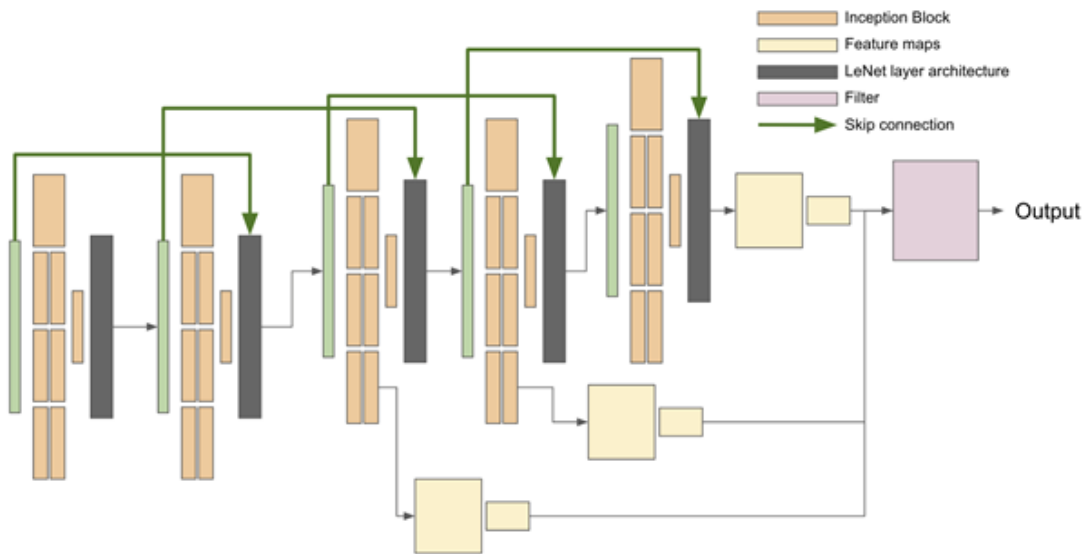 Inception Block
Feature maps
LeNet layer architecture
Filter
Skip connection
Output